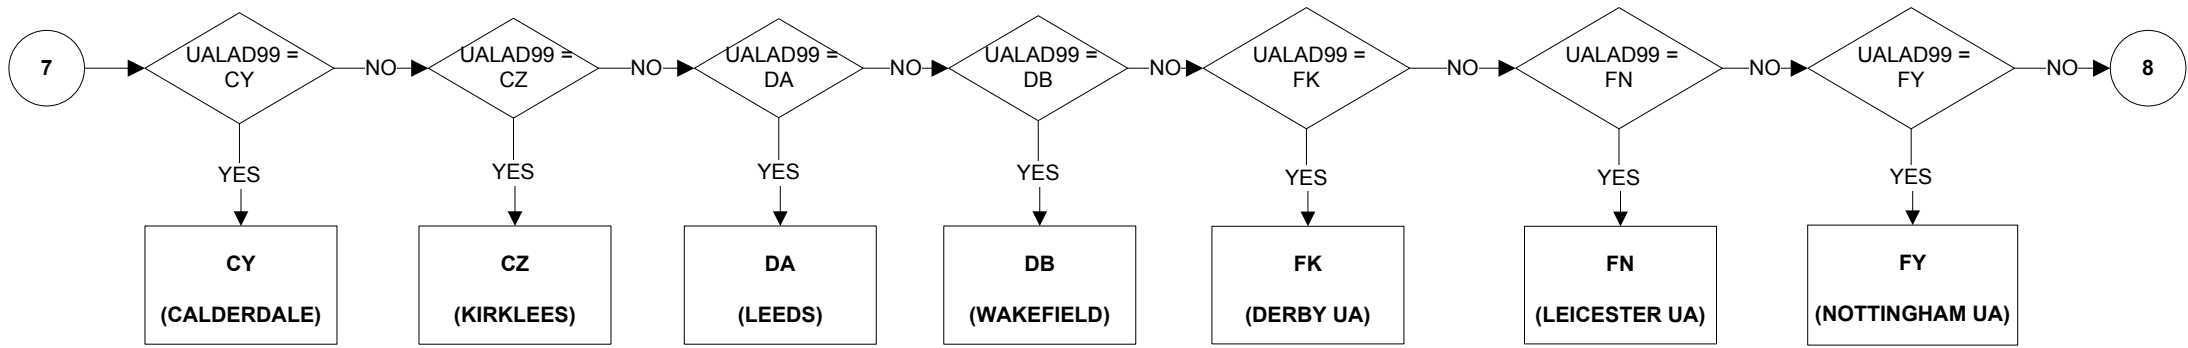 7
UALAD99 =
CY
NO
UALAD99 =
CZ
NO
UALAD99 =
DA
NO
UALAD99 =
DB
NO
UALAD99 =
FK
NO
UALAD99 =
FN
NO
UALAD99 =
FY
NO
8
YES
YES
YES
YES
YES
YES
YES
CY
(CALDERDALE)
CZ
(KIRKLEES)
DA
(LEEDS)
DB
(WAKEFIELD)
FK
(DERBY UA)
FN
(LEICESTER UA)
FY
(NOTTINGHAM UA)